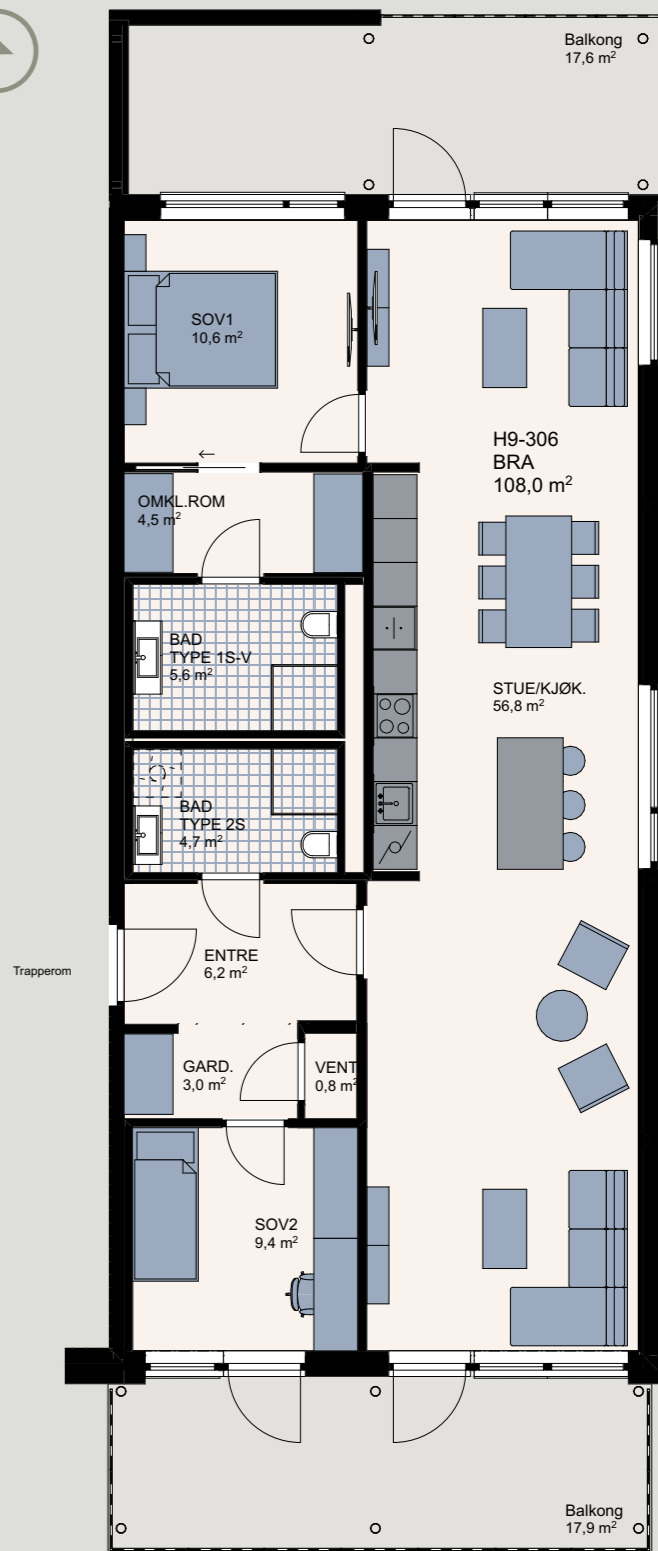 Balkong
17,6 m²
SOV1
10,6 m²
H9-306
BRA
108,0 m²
OMKL.ROM
4,5 m²
BAD
TYPE 1S-V
5,6 m²
STUE/KJØK.
56,8 m²
BAD
TYPE 2S
4,7 m²
Trapperom
ENTRE
6,2 m²
GARD.
3,0 m²
VENT
0,8 m²
SOV2
9,4 m²
Balkong
17,9 m²